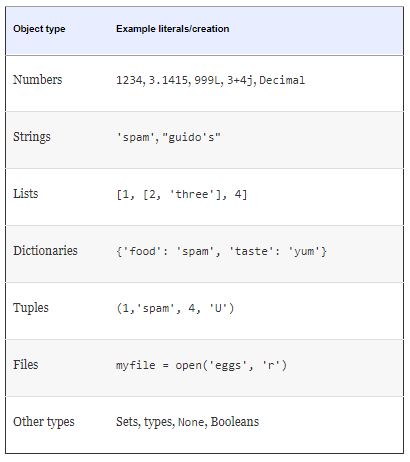 Object type Example literals/creation
Numbers 1234, 3.1415, 999L, 3+4j, Decimal
Strings 'spam', "guido's"
Lists [1, [2, 'three'], 4]
Dictionaries {'food': 'spam', 'taste': 'yum'}
Tuples (1,'spam', 4, 'U')
Files myfile = open('eggs', 'r')
Other types Sets, types, None, Booleans